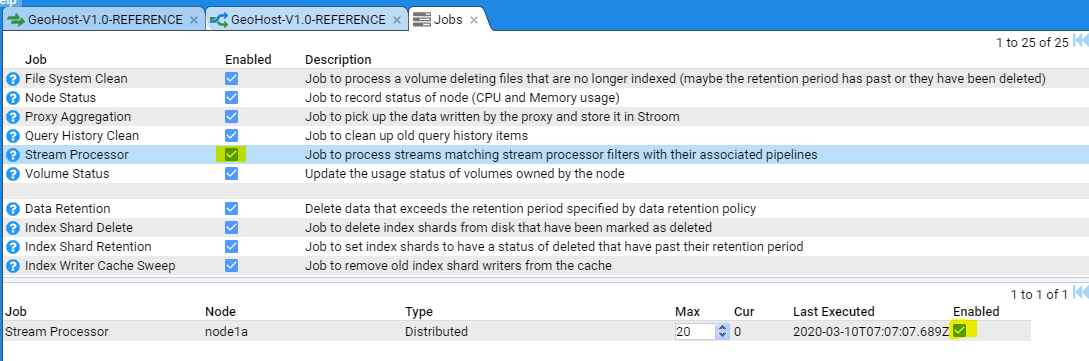 elp
GeoHost-V1.0-REFERENCE × GeoHost-V1.0-REFERENCE × Jobs ×
1 to 25 of 25
Job Enabled Description
File System Clean Job to process a volume deleting files that are no longer indexed (maybe the retention period has past or they have been deleted)
Node Status Job to record status of node (CPU and Memory usage)
Proxy Aggregation Job to pick up the data written by the proxy and store it in Stroom
Query History Clean Job to clean up old query history items
Stream Processor Job to process streams matching stream processor filters with their associated pipelines
Volume Status Update the usage status of volumes owned by the node
Data Retention Delete data that exceeds the retention period specified by data retention policy
Index Shard Delete Job to delete index shards from disk that have been marked as deleted
Index Shard Retention Job to set index shards to have a status of deleted that have past their retention period
Index Writer Cache Sweep Job to remove old index shard writers from the cache
1 to 1 of 1
Job Node Type Max Cur Last Executed Enabled
Stream Processor node1a Distributed 20 0 2020-03-10T07:07:07.689Z